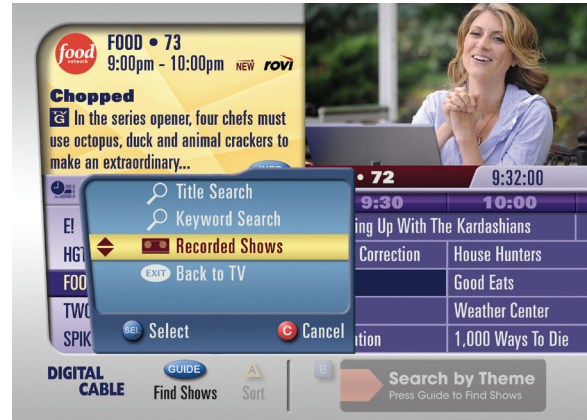 food
network
FOOD • 73
9:00pm - 10:00pm NEW rovi
Chopped
TV G In the series opener, four chefs must
use octopus, duck and animal crackers to
make an extraordinary...
• 72
9:32:00
9:30
10:00
Title Search
Keyword Search
Recorded Shows
EXIT Back to TV
SEL Select
C Cancel
E!
ing Up With The Kardashians
HGT
Correction
House Hunters
FOO
Good Eats
TWC
Weather Center
SPIK
tion
1,000 Ways To Die
DIGITAL
CABLE
GUIDE
Find Shows
A
Sort
B
Search by Theme
Press Guide to Find Shows